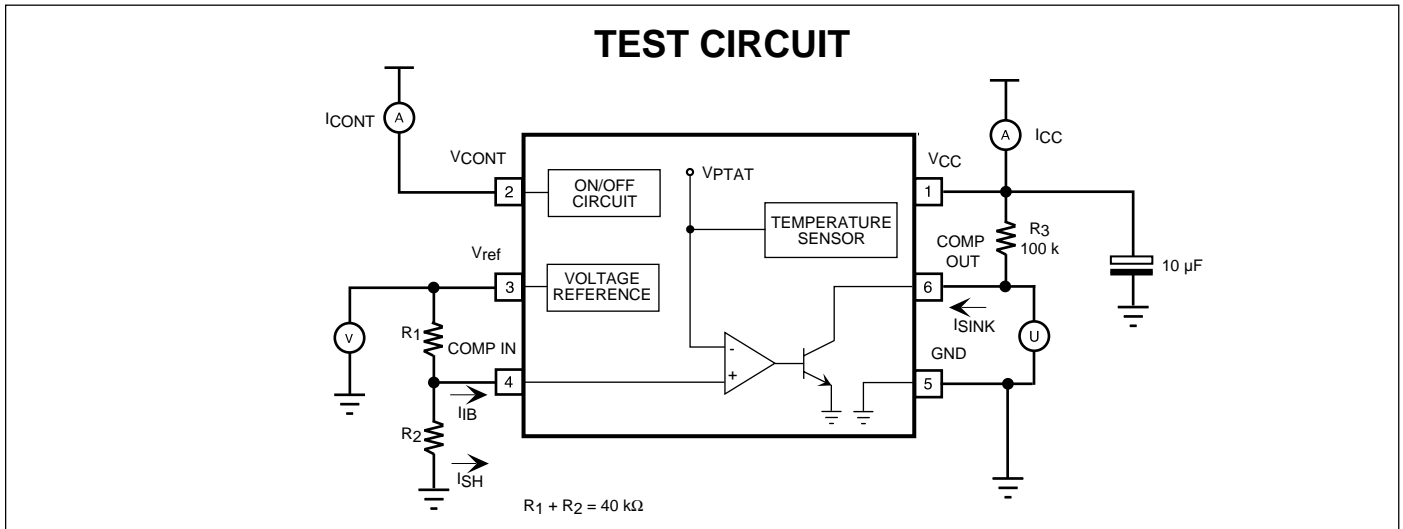 TEST CIRCUIT
ICONT
A
A
ICC
VCONT
VCC
VPTAT
2
ON/OFF
CIRCUIT
1
TEMPERATURE
SENSOR
COMP
OUT
R3
100 k
Vref
3
VOLTAGE
REFERENCE
6
10 µF
ISINK
V
R1
COMP IN
-
+
GND
U
4
5
IIB
R2
ISH
R1 + R2 = 40 kΩ